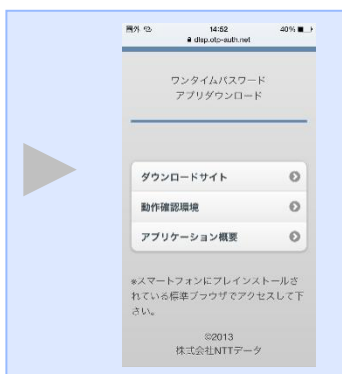 圏外
14:52
40%
dlsp.otp-auth.net
ワンタイムパスワード
アプリダウンロード
ダウンロードサイト
動作確認環境
アプリケーション概要
※スマートフォンにプレインストールさ
れている標準ブラウザでアクセスして下
さい。
©2013
株式会社NTTデータ